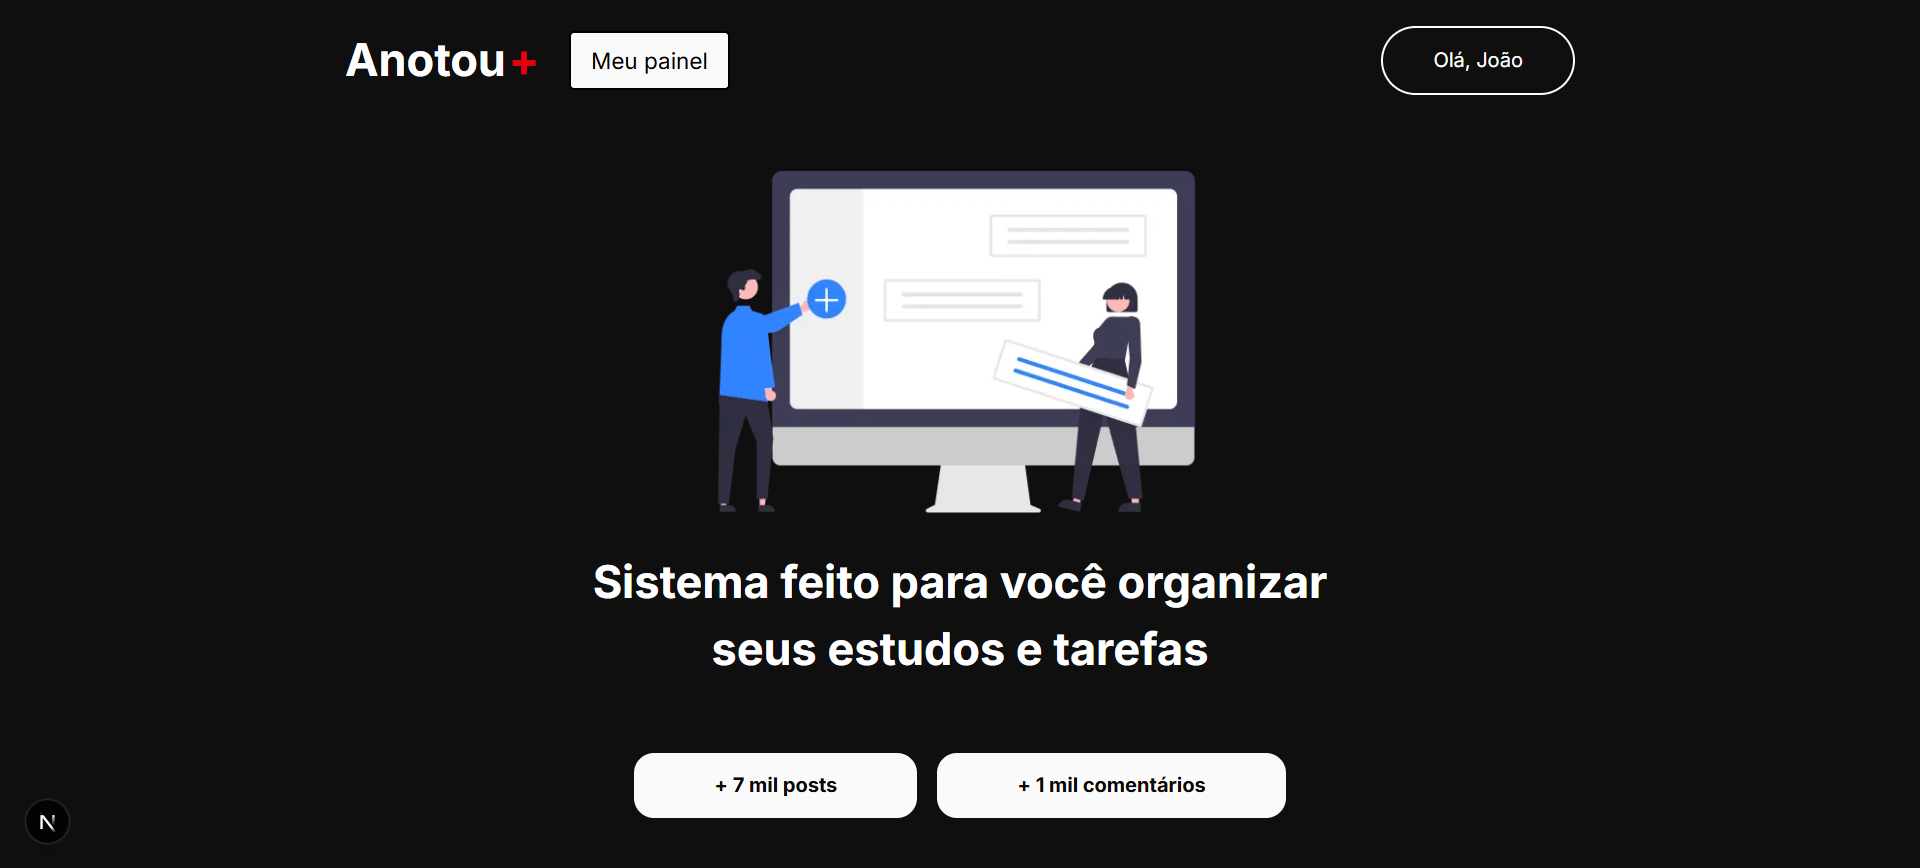 Anotou+
Meu painel
Olá, João
Sistema feito para você organizar
seus estudos e tarefas
+ 7 mil posts
+ 1 mil comentários
N